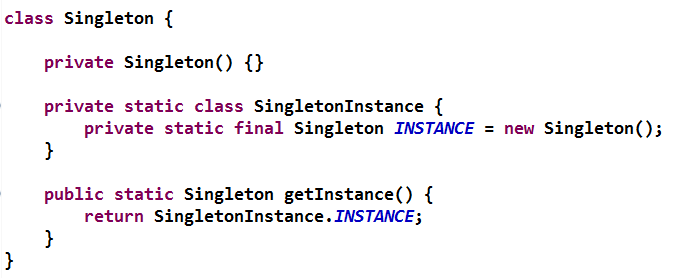 class Singleton {
private Singleton() {}
private static class SingletonInstance {
private static final Singleton INSTANCE = new Singleton();
}
public static Singleton getInstance() {
return SingletonInstance.INSTANCE;
}
}